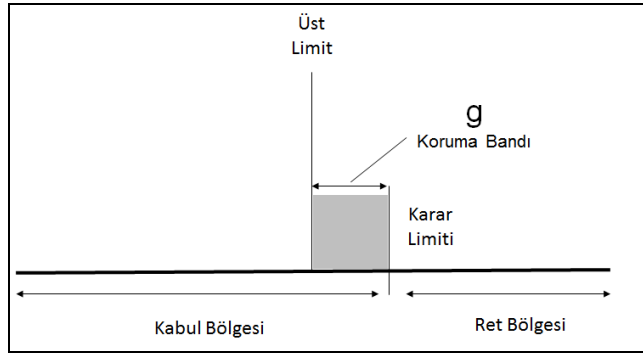 Üst
Limit
g
Koruma Bandı
Karar
Limiti
Kabul Bölgesi
Ret Bölgesi